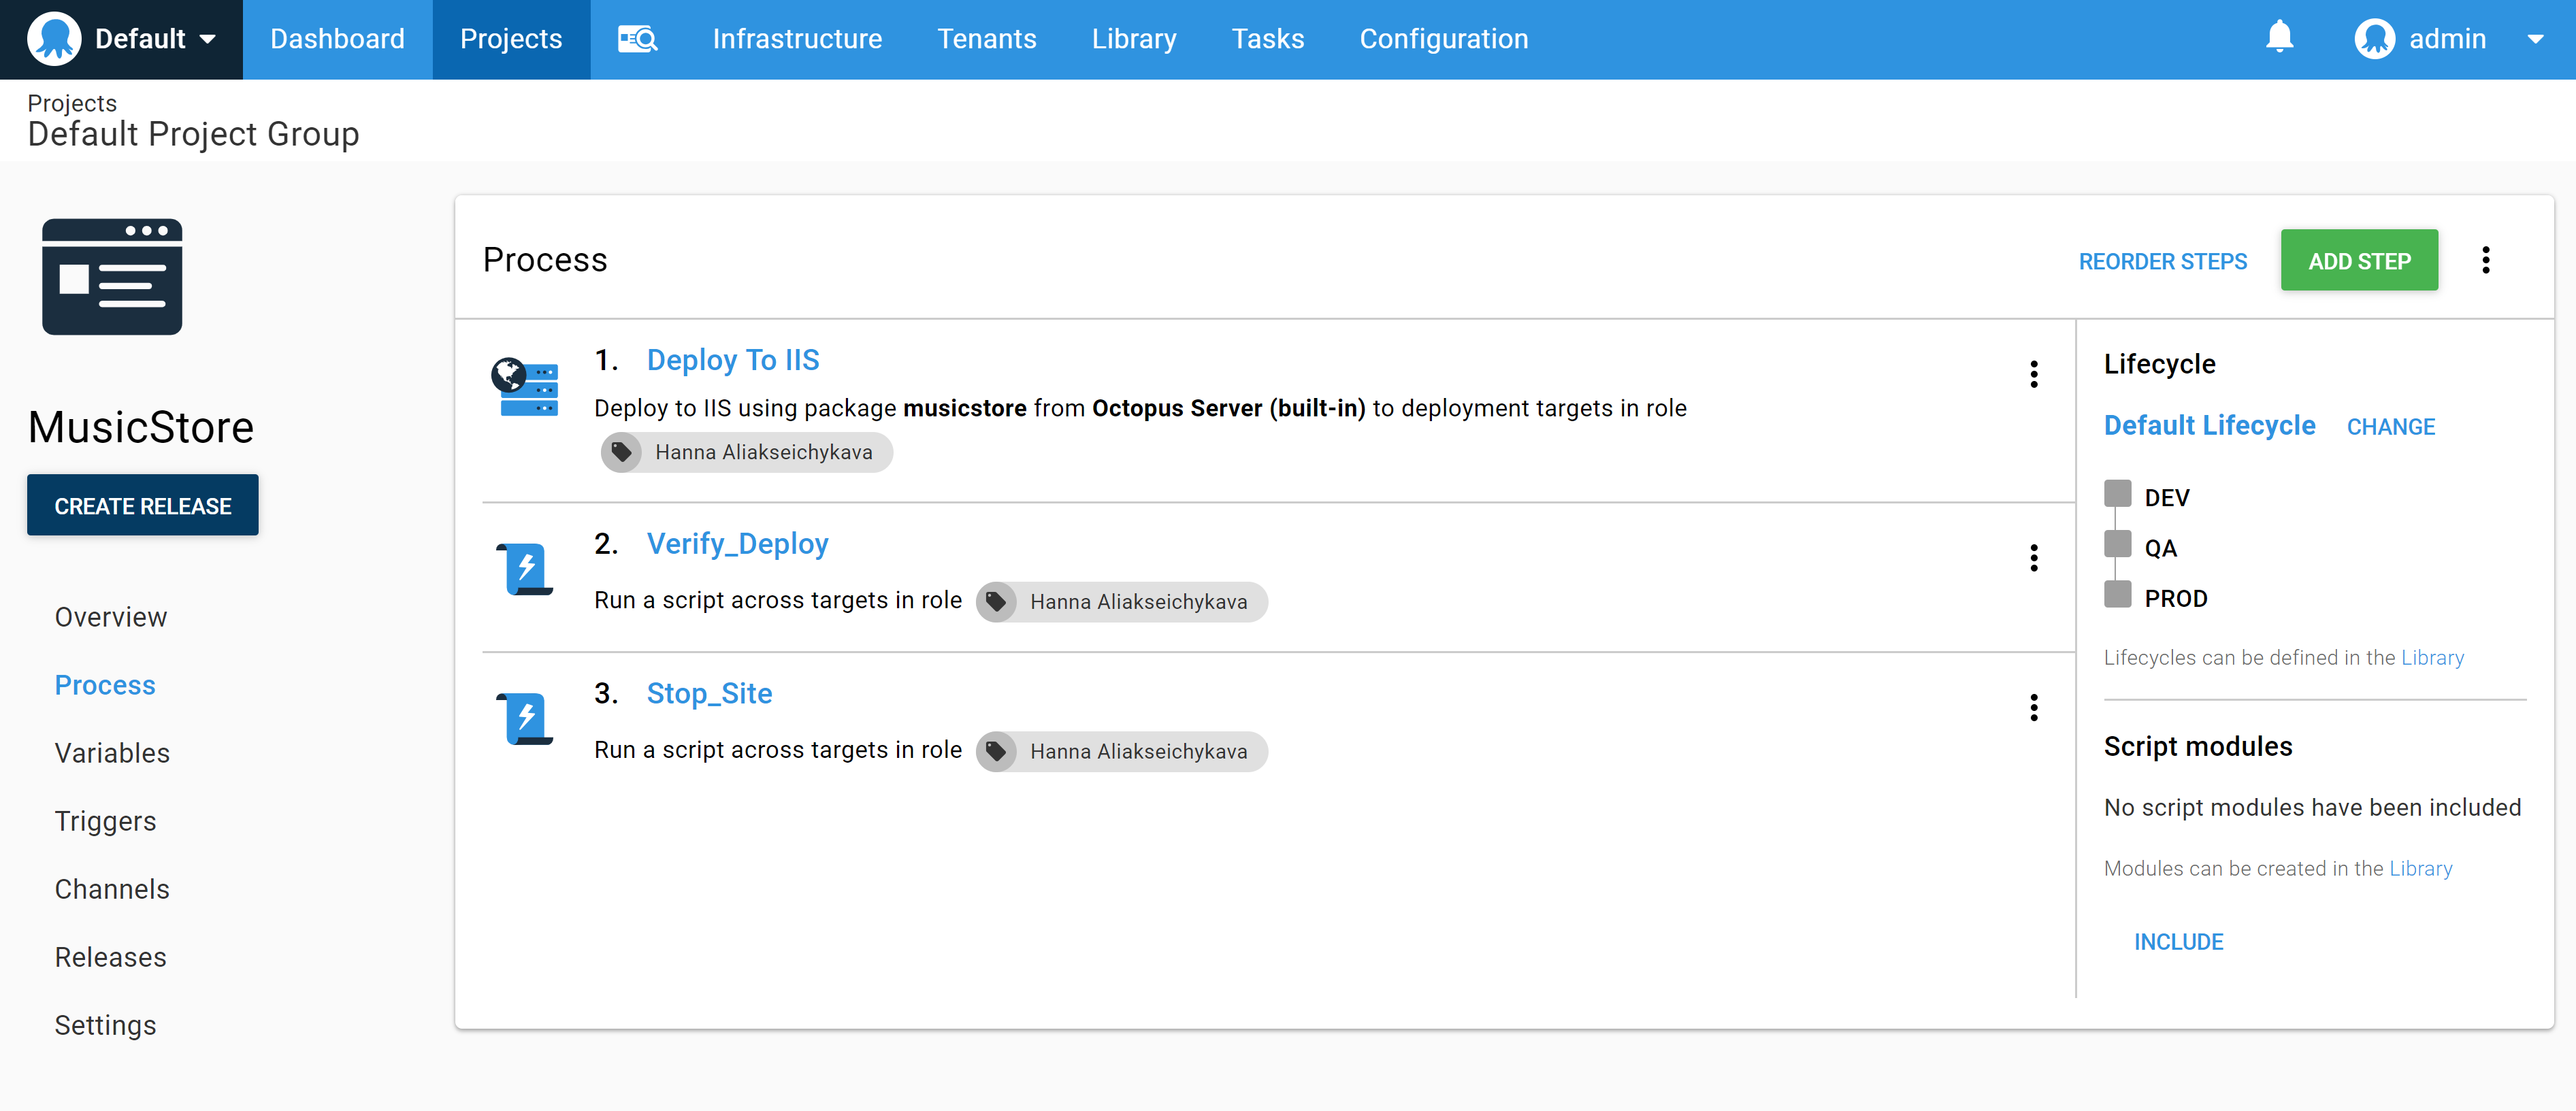 Default Dashboard Projects Infrastructure Tenants Library Tasks Configuration admin
Projects
Default Project Group
MusicStore
CREATE RELEASE
Overview
Process
Variables
Triggers
Channels
Releases
Settings
Process REORDER STEPS ADD STEP
1. Deploy To IIS
Deploy to IIS using package musicstore from Octopus Server (built-in) to deployment targets in role
Hanna Aliakseichykava
2. Verify_Deploy
Run a script across targets in role Hanna Aliakseichykava
3. Stop_Site
Run a script across targets in role Hanna Aliakseichykava
Lifecycle
Default Lifecycle CHANGE
DEV
QA
PROD
Lifecycles can be defined in the Library
Script modules
No script modules have been included
Modules can be created in the Library
INCLUDE